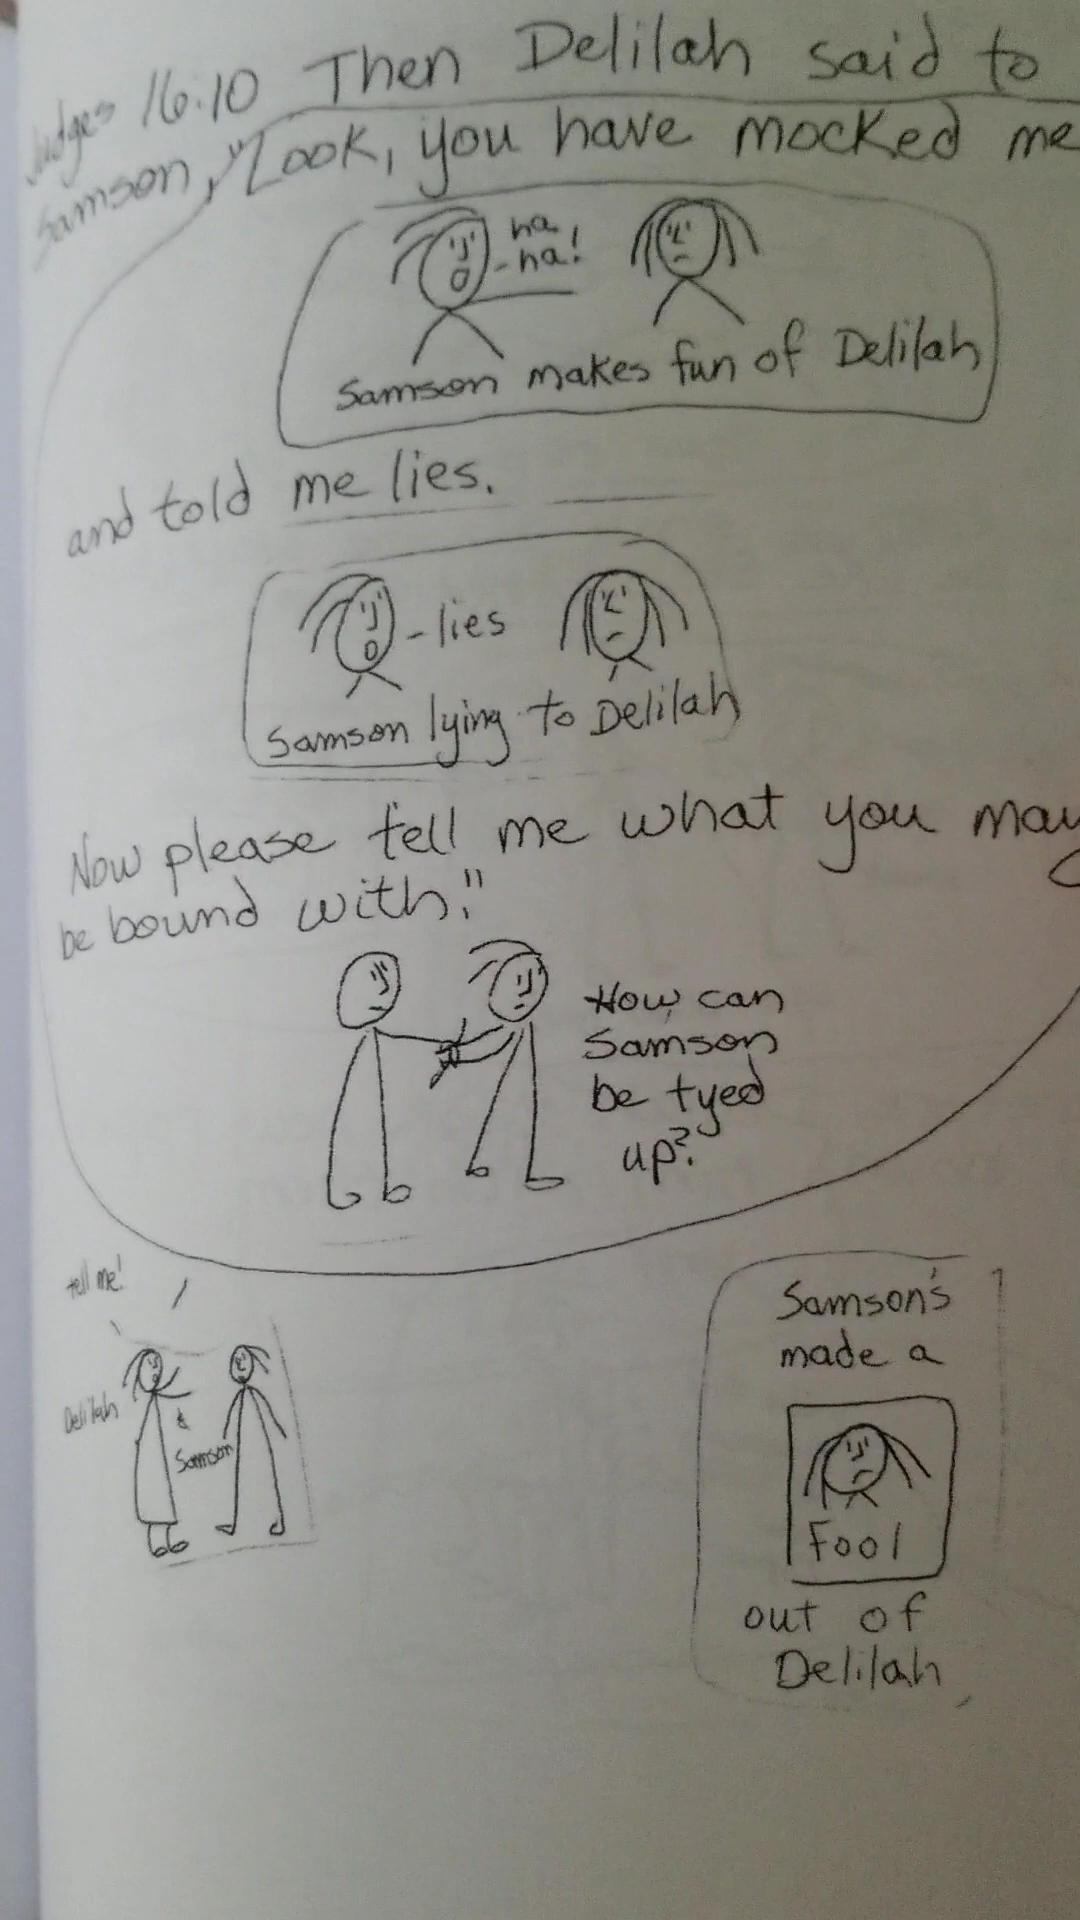 Judges 16:10 Then Delilah said to
Samson, "Look, you have mocked me
ha
-ha!
Samson makes fun of Delilah
and told me lies.
-lies
Samson lying to Delilah
Now please tell me what you may
be bound with."
How can
Samson
be tyed
up?
tell me!
Delilah
&
Samson
Samson's
made a
Fool
out of
Delilah